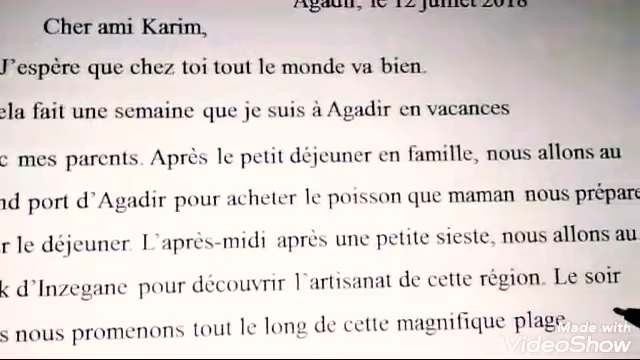 Agadir, le 12 juillet 2018
Cher ami Karim,
J'espère que chez toi tout le monde va bien.
ela fait une semaine que je suis à Agadir en vacances
c mes parents. Après le petit déjeuner en famille, nous allons au
nd port d'Agadir pour acheter le poisson que maman nous prépare
r le déjeuner. L'après-midi après une petite sieste, nous allons au
k d'Inzegane pour découvrir l'artisanat de cette région. Le soir
s nous promenons tout le long de cette magnifique plage
Made with
VideoShow